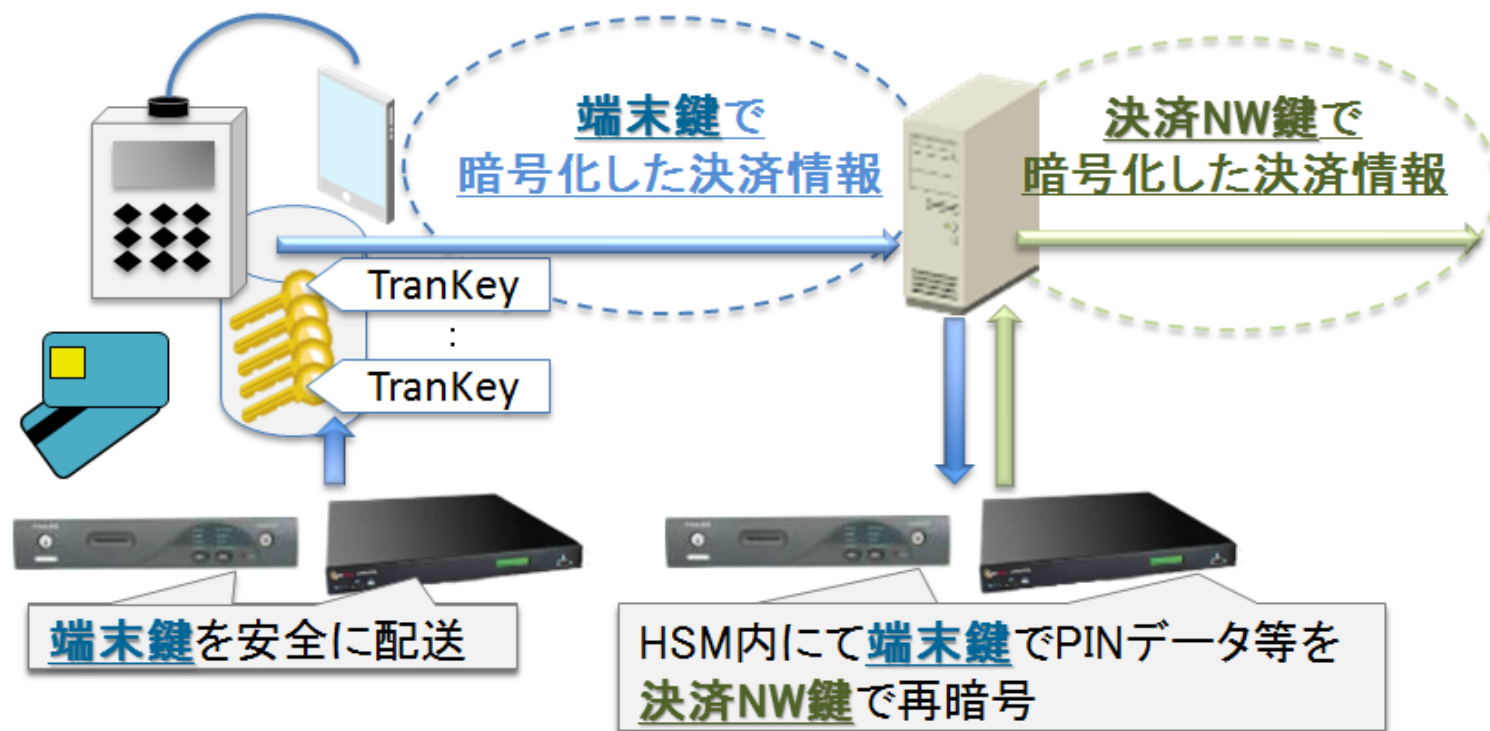 端末鍵で
暗号化した決済情報
決済NW鍵で
暗号化した決済情報
TranKey
:
TranKey
端末鍵を安全に配送
HSM内にて端末鍵でPINデータ等を
決済NW鍵で再暗号